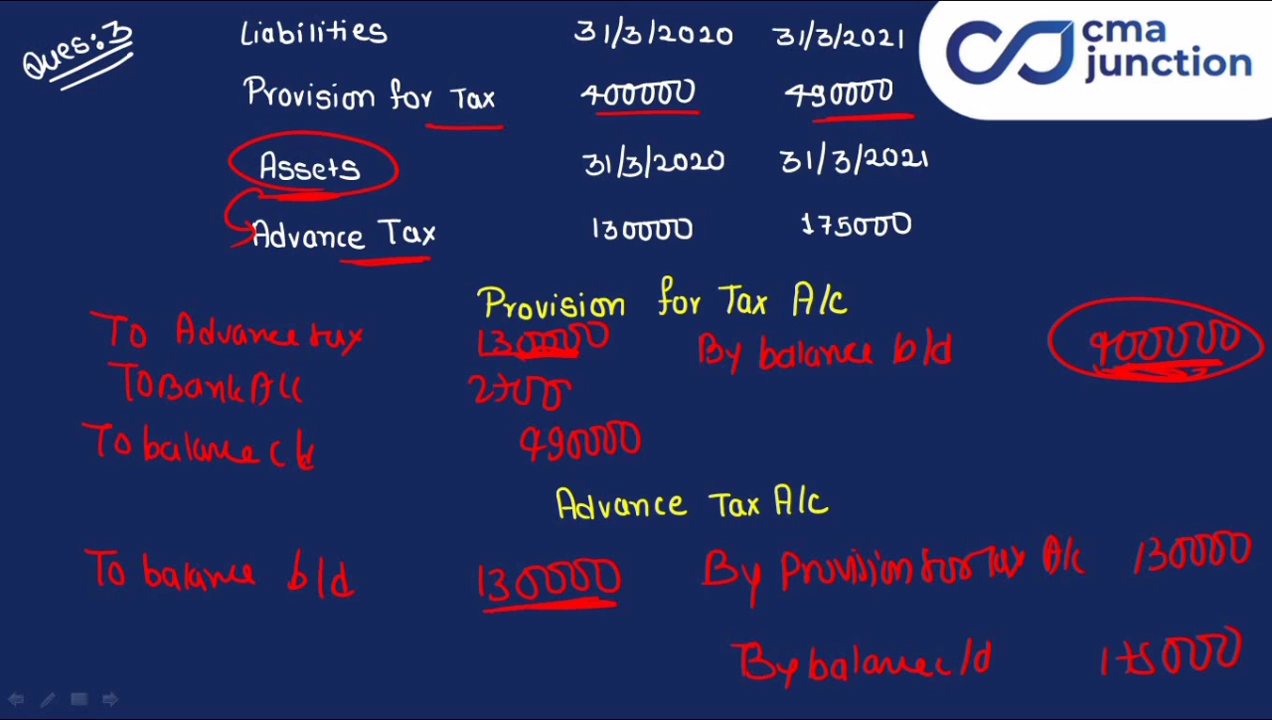 Ques:3
Liabilities 31/3/2020 31/3/2021
Provision for Tax 400000 490000
Assets 31/3/2020 31/3/2021
Advance Tax 130000 175000
cma
junction
Provision for Tax A/c
To Advance tax 130000 By balance b/d 400000
To Bank A/c
To balance c/d 490000
Advance Tax A/c
To balance b/d 130000 By Provision for Tax A/c 130000
By balance c/d 175000